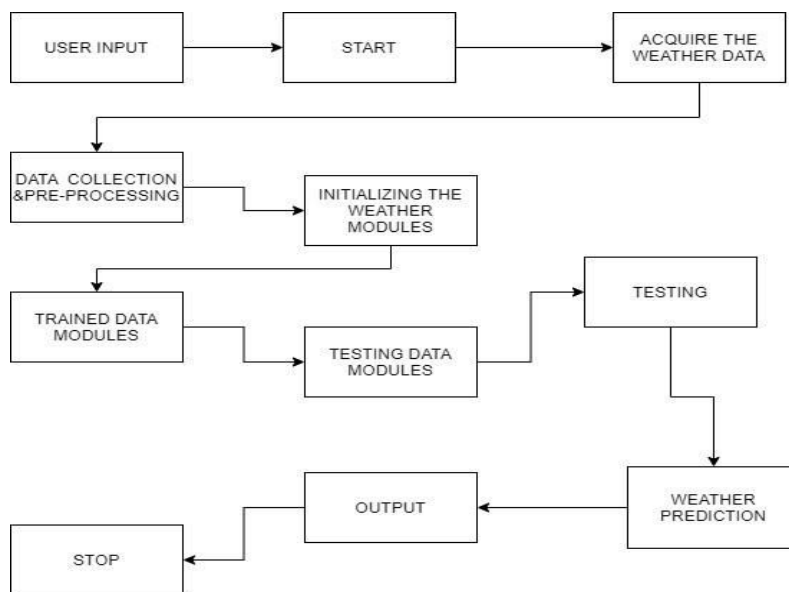 USER INPUT
START
ACQUIRE THE
WEATHER DATA
DATA COLLECTION
&PRE-PROCESSING
INITIALIZING THE
WEATHER
MODULES
TRAINED DATA
MODULES
TESTING DATA
MODULES
TESTING
WEATHER
PREDICTION
OUTPUT
STOP